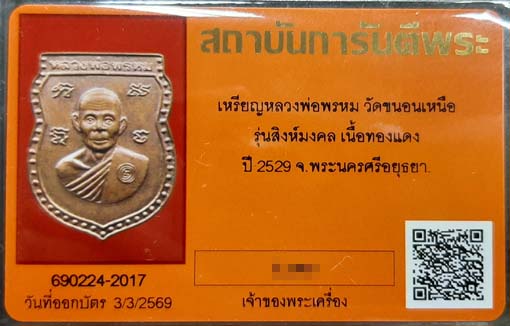 สถาบันการันตีพระ
หลวงพ่อพรหม
เหรียญหลวงพ่อพรหม วัดขนอนเหนือ
รุ่นสิงห์มงคล เนื้อทองแดง
ปี 2529 จ.พระนครศรีอยุธยา.
690224-2017
วันที่ออกบัตร 3/3/2569
เจ้าของพระเครื่อง